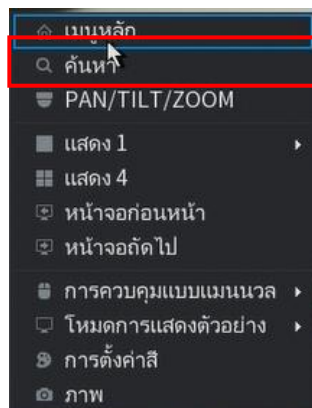 เมนูหลัก
ค้นหา
PAN/TILT/ZOOM
แสดง 1
แสดง 4
หน้าจอก่อนหน้า
หน้าจอถัดไป
การควบคุมแบบแมนนวล
โหมดการแสดงตัวอย่าง
การตั้งค่าสี
ภาพ